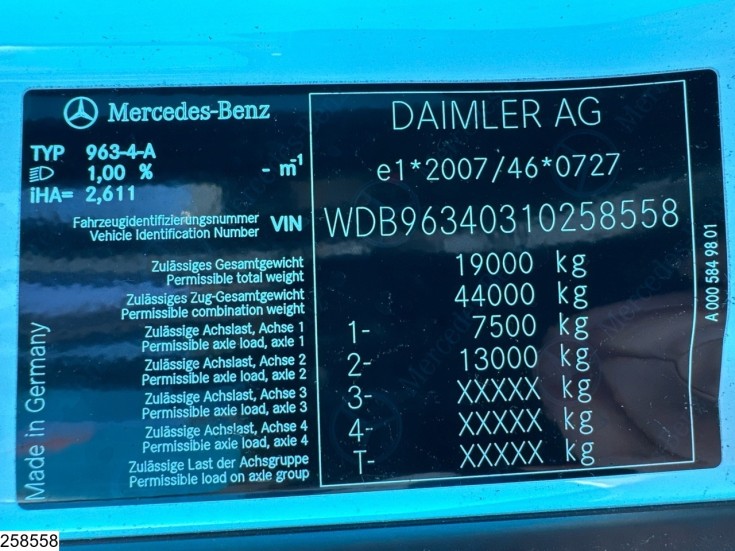 Mercedes-Benz
DAIMLER AG
TYP 963-4-A
1,00 % - m-1
iHA= 2,611
e1*2007/46*0727
Fahrzeugidentifizierungsnummer
Vehicle Identification Number VIN
WDB96340310258558
Zulässiges Gesamtgewicht
Permissible total weight
19000 kg
Zulässiges Zug-Gesamtgewicht
Permissible combination weight
44000 kg
Zulässige Achslast, Achse 1
Permissible axle load, axle 1
1- 7500 kg
Zulässige Achslast, Achse 2
Permissible axle load, axle 2
2- 13000 kg
Zulässige Achslast, Achse 3
Permissible axle load, axle 3
3- XXXXX kg
Zulässige Achslast, Achse 4
Permissible axle load, axle 4
4- XXXXX kg
Zulässige Last der Achsgruppe
Permissible load on axle group
T- XXXXX kg
Made in Germany
A 000 584 98 01
258558